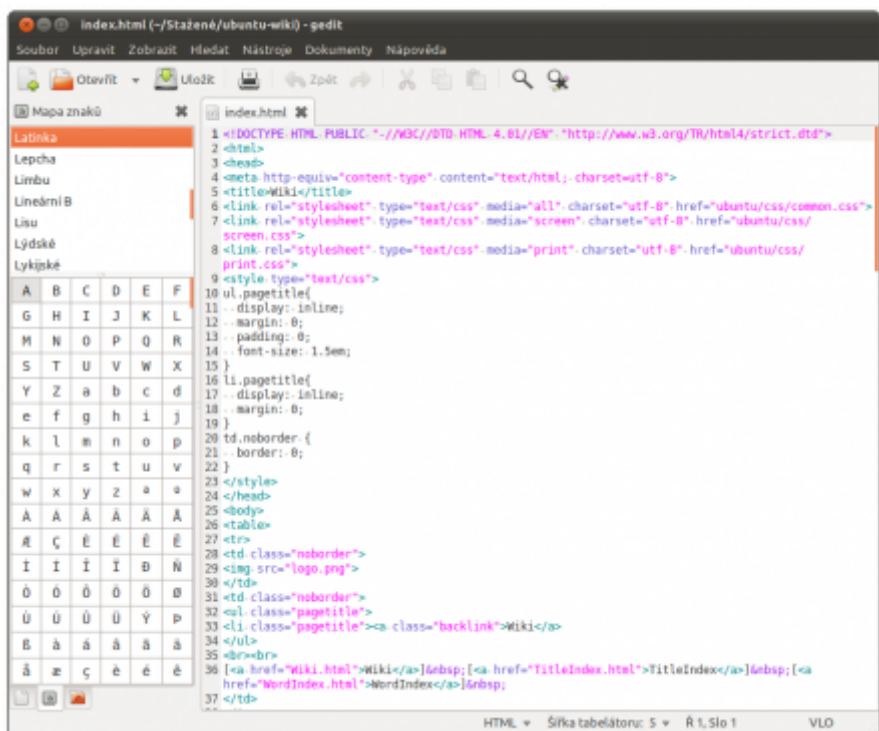 index.html (~/Stažené/ubuntu-wiki) - gedit
Soubor Upravit Zobrazit Hledat Nástroje Dokumenty Nápověda
Otevřít Uložit Zpět
Mapa znaků
Latinka
Lepcha
Limbu
Lineární B
Lisu
Lýdské
Lykijské
A B C D E F
G H I J K L
M N O P Q R
S T U V W X
Y Z a b c d
e f g h i j
k l m n o p
q r s t u v
w x y z ª º
À Á Â Ã Ä Å
Æ Ç È É Ê Ë
Ì Í Î Ï Ð Ñ
Ò Ó Ô Õ Ö Ø
Ù Ú Û Ü Ý Þ
ß à á â ã ä
å æ ç è é ê
index.html
1 <!DOCTYPE HTML PUBLIC "-//W3C//DTD HTML 4.01//EN" "http://www.w3.org/TR/html4/strict.dtd">
2 <html>
3 <head>
4 <meta http-equiv="content-type" content="text/html; charset=utf-8">
5 <title>Wiki</title>
6 <link rel="stylesheet" type="text/css" media="all" charset="utf-8" href="ubuntu/css/common.css">
7 <link rel="stylesheet" type="text/css" media="screen" charset="utf-8" href="ubuntu/css/
screen.css">
8 <link rel="stylesheet" type="text/css" media="print" charset="utf-8" href="ubuntu/css/
print.css">
9 <style type="text/css">
10 ul.pagetitle{
11   display: inline;
12   margin: 0;
13   padding: 0;
14   font-size: 1.5em;
15 }
16 li.pagetitle{
17   display: inline;
18   margin: 0;
19 }
20 td.noborder {
21   border: 0;
22 }
23 </style>
24 </head>
25 <body>
26 <table>
27 <tr>
28 <td class="noborder">
29 <img src="logo.png">
30 </td>
31 <td class="noborder">
32 <ul class="pagetitle">
33 <li class="pagetitle"><a class="backlink">Wiki</a>
34 </ul>
35 <br><br>
36 [<a href="Wiki.html">Wiki</a>]&nbsp;[<a href="TitleIndex.html">TitleIndex</a>]&nbsp;[<a
href="WordIndex.html">WordIndex</a>]&nbsp;
37 </td>
HTML Šířka tabelátoru: 5 Ř 1, Slo 1 VLO